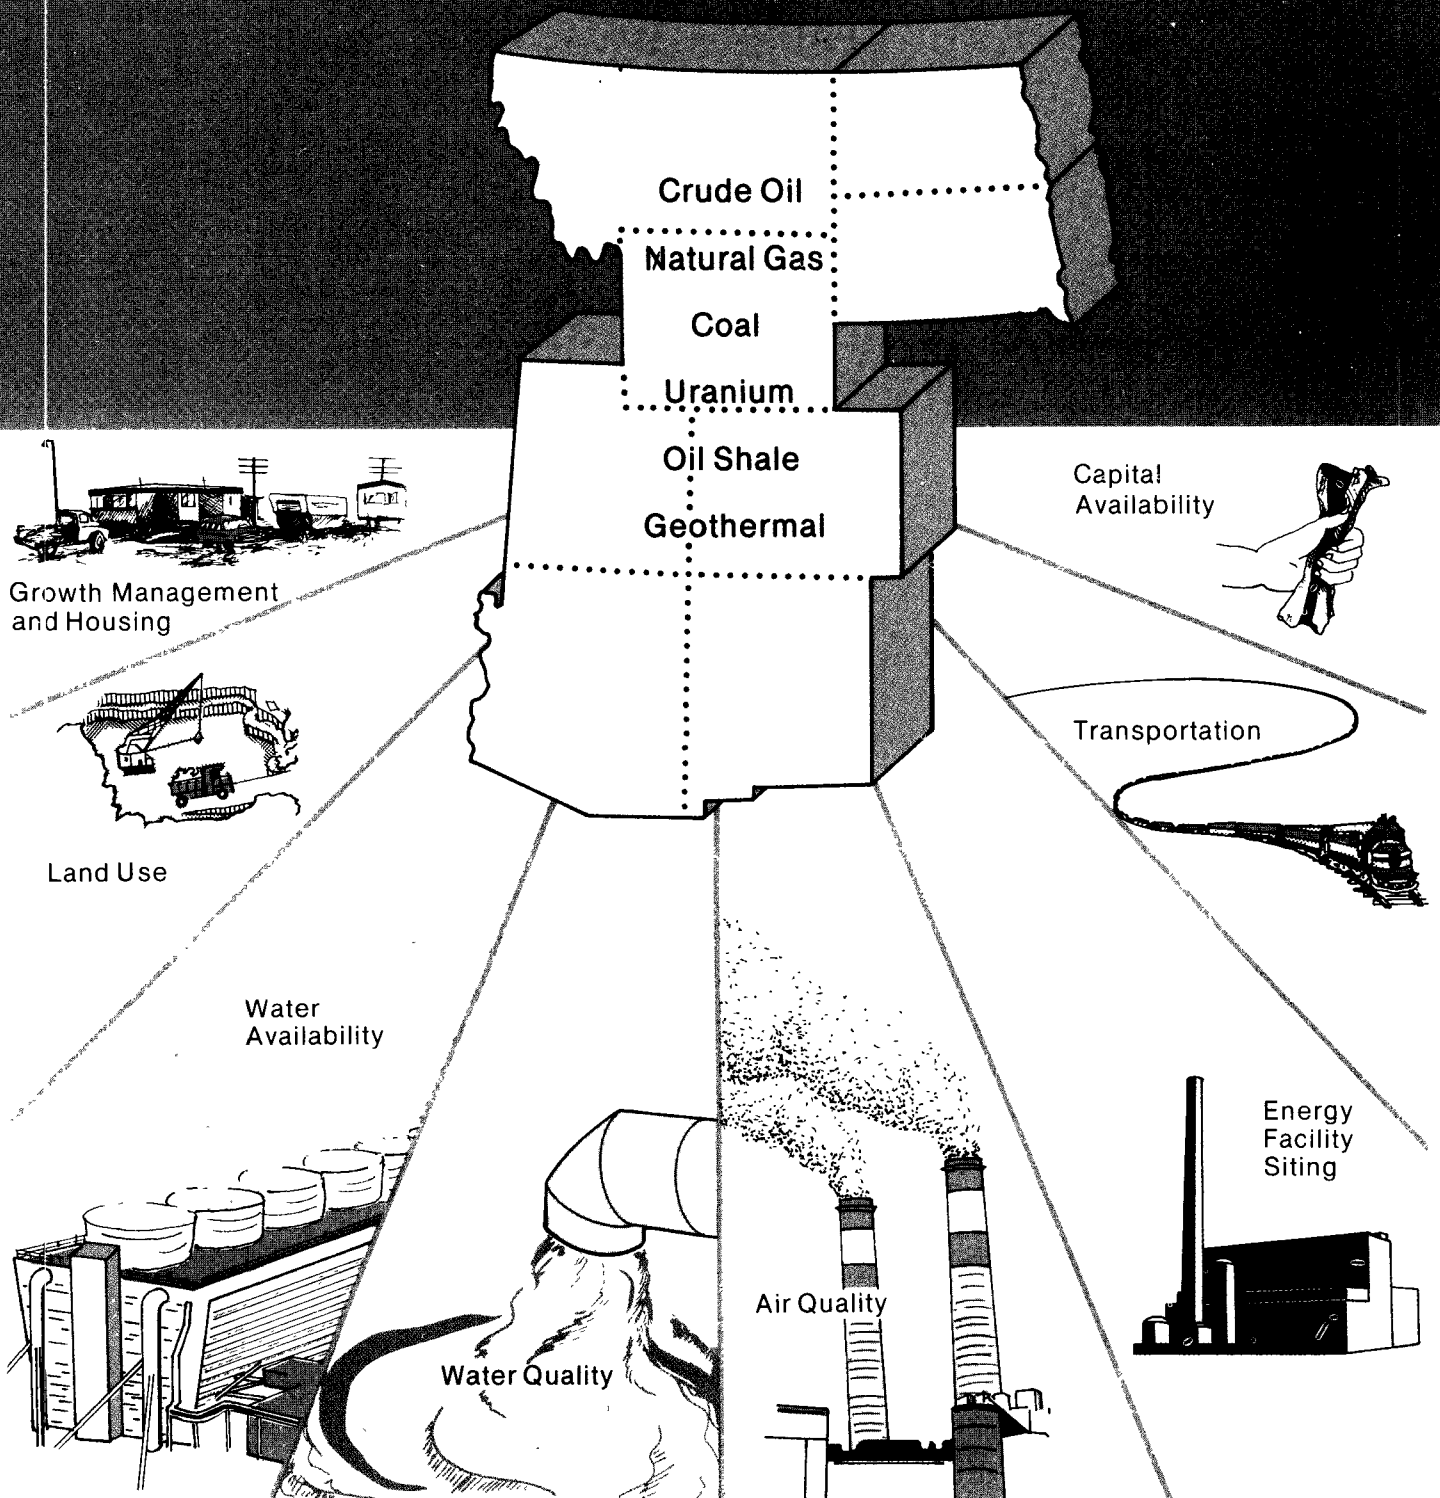 Crude Oil
Natural Gas
Coal
Uranium
Oil Shale
Geothermal
Growth Management
and Housing
Capital
Availability
Land Use
Transportation
Water
Availability
Energy
Facility
Siting
Water Quality
Air Quality